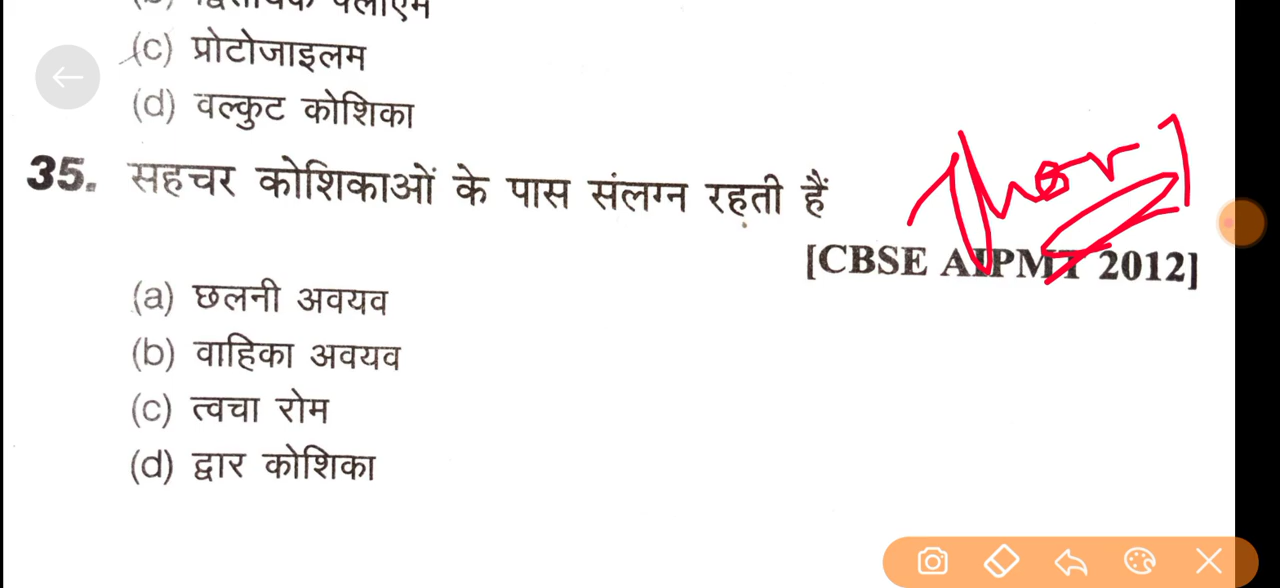 (c) प्रोटोजाइलम
(d) वल्कुट कोशिका
35. सहचर कोशिकाओं के पास संलग्न रहती हैं
[CBSE AIPMT 2012]
(a) छलनी अवयव
(b) वाहिका अवयव
(c) त्वचा रोम
(d) द्वार कोशिका